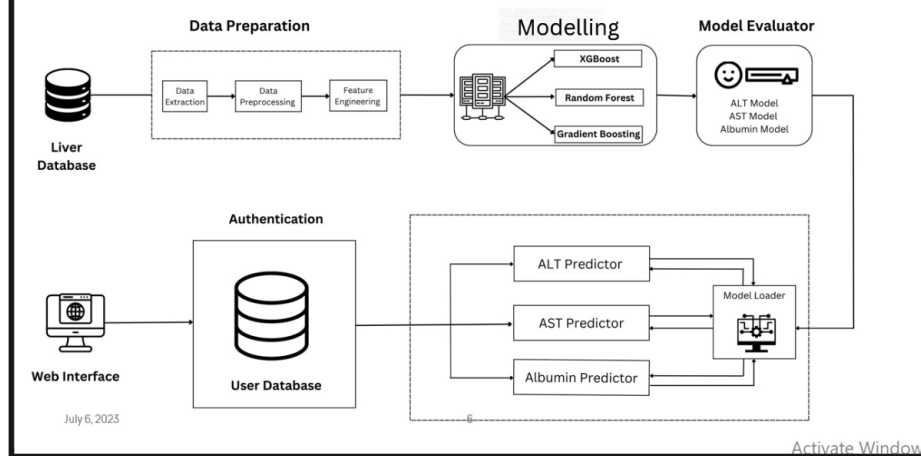 Data Preparation
Modelling
Model Evaluator
XGBoost
Data
Extraction
Data
Preprocessing
Feature
Engineering
Random Forest
Gradient Boosting
ALT Model
AST Model
Albumin Model
Liver
Database
Authentication
ALT Predictor
Model Loader
AST Predictor
Albumin Predictor
Web Interface
User Database
July 6, 2023
6
Activate Window